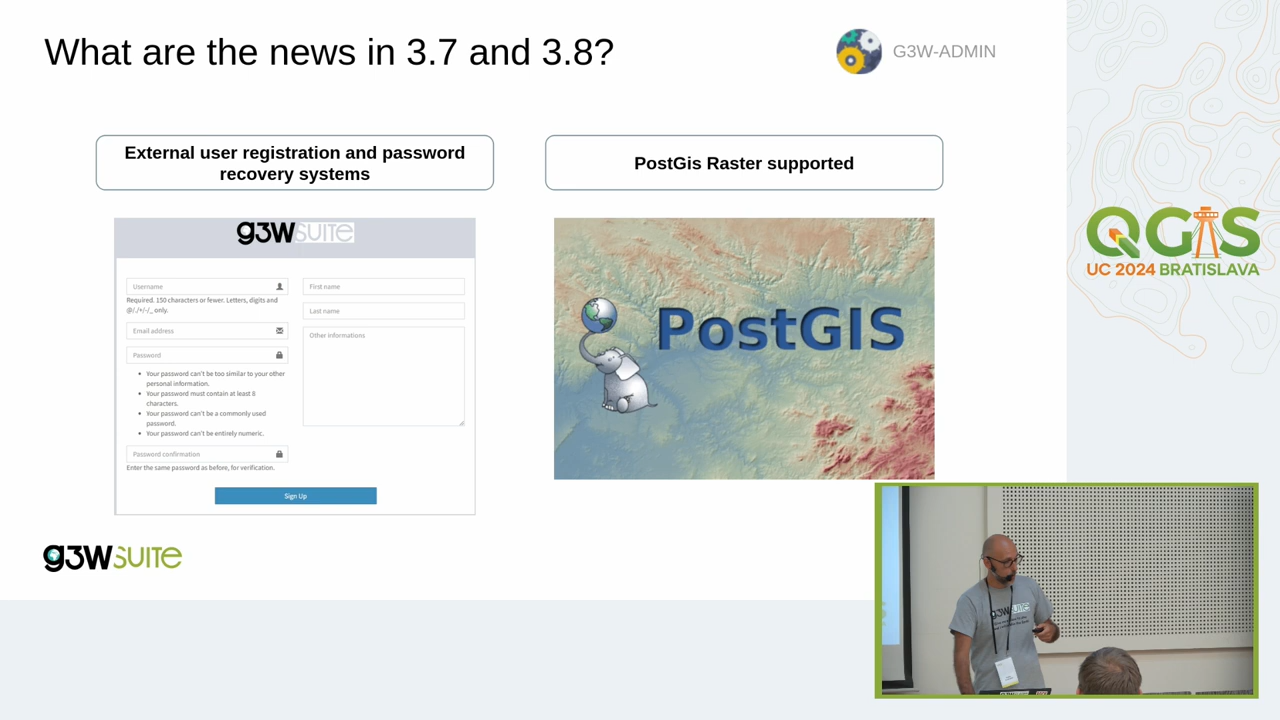 What are the news in 3.7 and 3.8?
G3W-ADMIN
External user registration and password
recovery systems
PostGis Raster supported
g3WSUITE
Username
Required. 150 characters or fewer. Letters, digits and
@/./+/-/_ only.
Email address
Password
Your password can't be too similar to your other
personal information.
Your password must contain at least 8
characters.
Your password can't be a commonly used
password.
Your password can't be entirely numeric.
Password confirmation
Enter the same password as before, for verification.
First name
Last name
Other informations
Sign Up
PostGIS
g3WSUITE
QGIS
UC 2024 BRATISLAVA
g3WSUITE